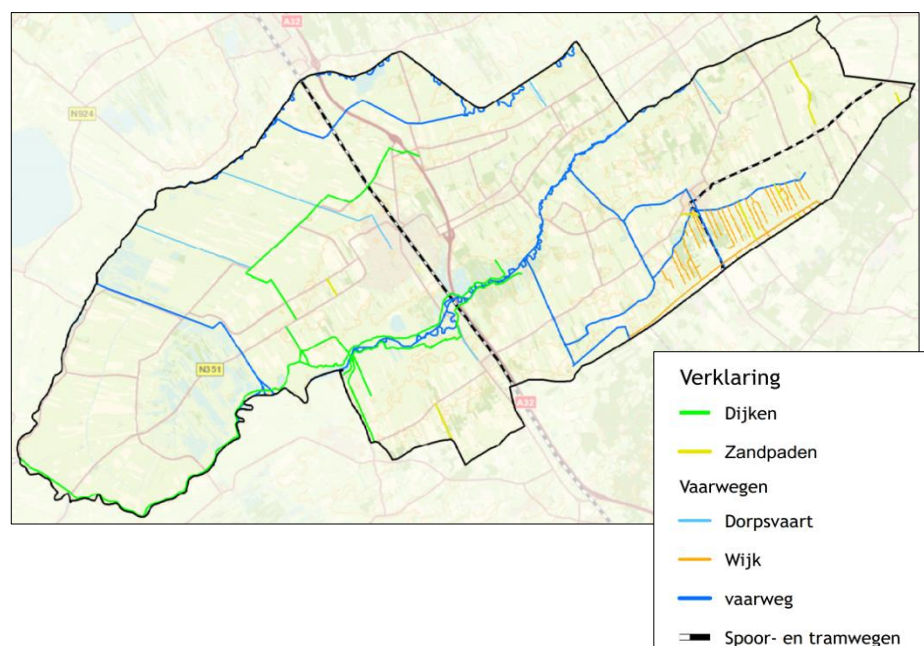 A32
N924
N351
A32
Verklaring
Dijken
Zandpaden
Vaarwegen
Dorpsvaart
Wijk
vaarweg
Spoor- en tramwegen